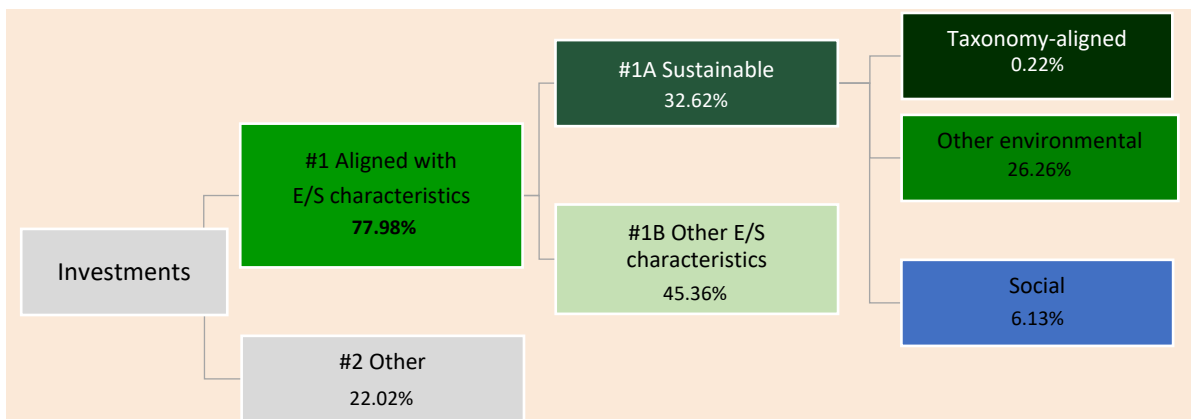 Investments
#1 Aligned with
E/S characteristics
77.98%
#2 Other
22.02%
#1A Sustainable
32.62%
#1B Other E/S
characteristics
45.36%
Taxonomy-aligned
0.22%
Other environmental
26.26%
Social
6.13%